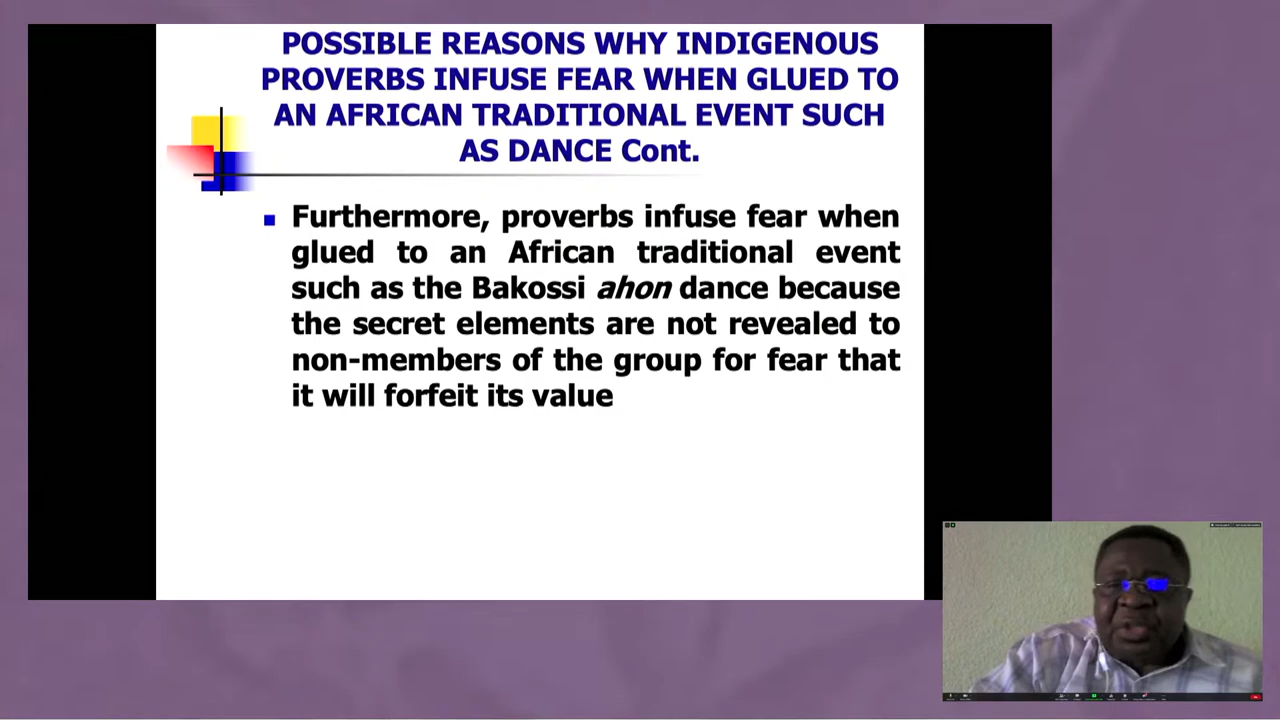 POSSIBLE REASONS WHY INDIGENOUS
PROVERBS INFUSE FEAR WHEN GLUED TO
AN AFRICAN TRADITIONAL EVENT SUCH
AS DANCE Cont.
Furthermore, proverbs infuse fear when
glued to an African traditional event
such as the Bakossi ahon dance because
the secret elements are not revealed to
non-members of the group for fear that
it will forfeit its value